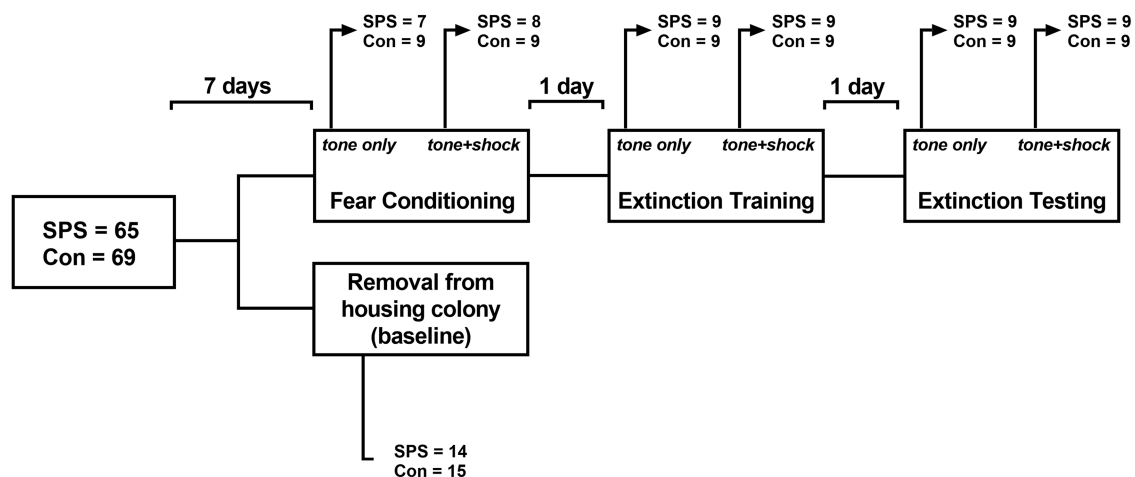 SPS = 7
Con = 9
SPS = 8
Con = 9
SPS = 9
Con = 9
SPS = 9
Con = 9
SPS = 9
Con = 9
SPS = 9
Con = 9
7 days
1 day
1 day
tone only
tone+shock
Fear Conditioning
tone only
tone+shock
Extinction Training
tone only
tone+shock
Extinction Testing
SPS = 65
Con = 69
Removal from
housing colony
(baseline)
SPS = 14
Con = 15